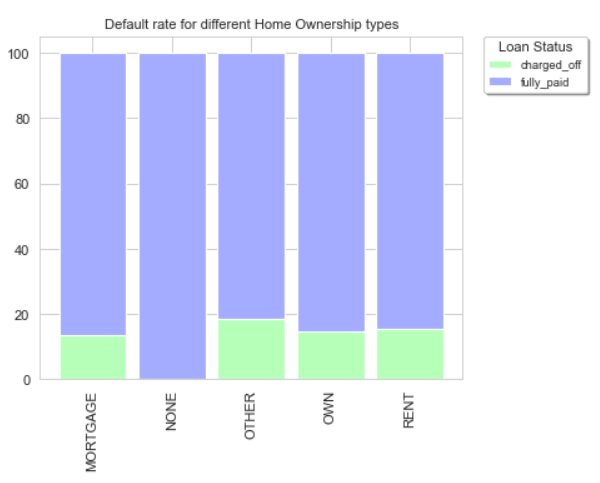 Default rate for different Home Ownership types
Loan Status
charged_off
fully_paid
100
80
60
40
20
0
MORTGAGE
NONE
OTHER
OWN
RENT